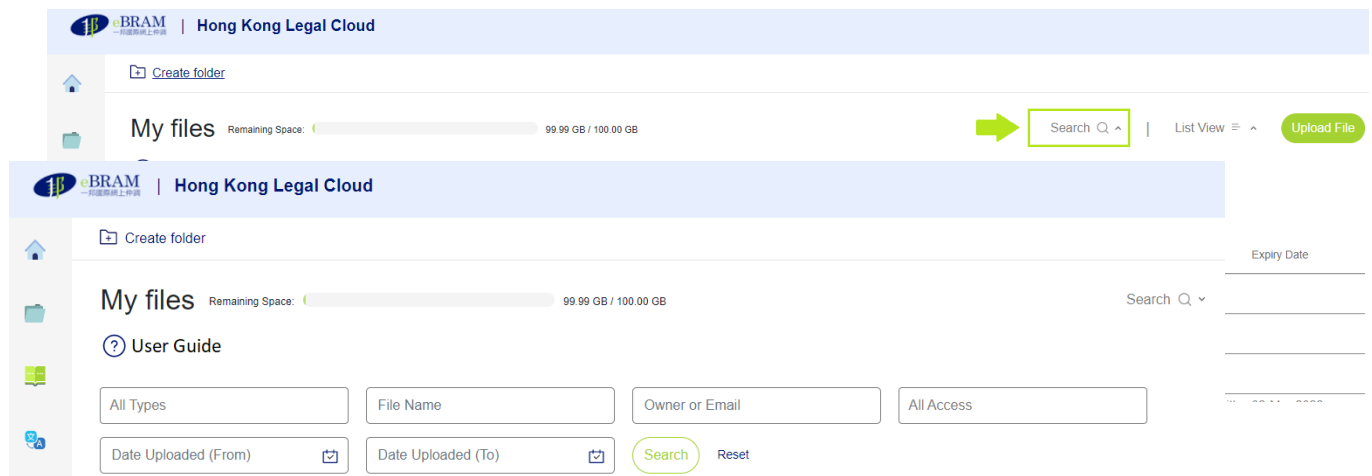 eBRAM | Hong Kong Legal Cloud
一邦國際網上仲調
Create folder
My files Remaining Space: 99.99 GB / 100.00 GB Search | List View Upload File
eBRAM | Hong Kong Legal Cloud
一邦國際網上仲調
Create folder
Expiry Date
My files Remaining Space: 99.99 GB / 100.00 GB Search
? User Guide
All Types File Name Owner or Email All Access
Date Uploaded (From) Date Uploaded (To) Search Reset